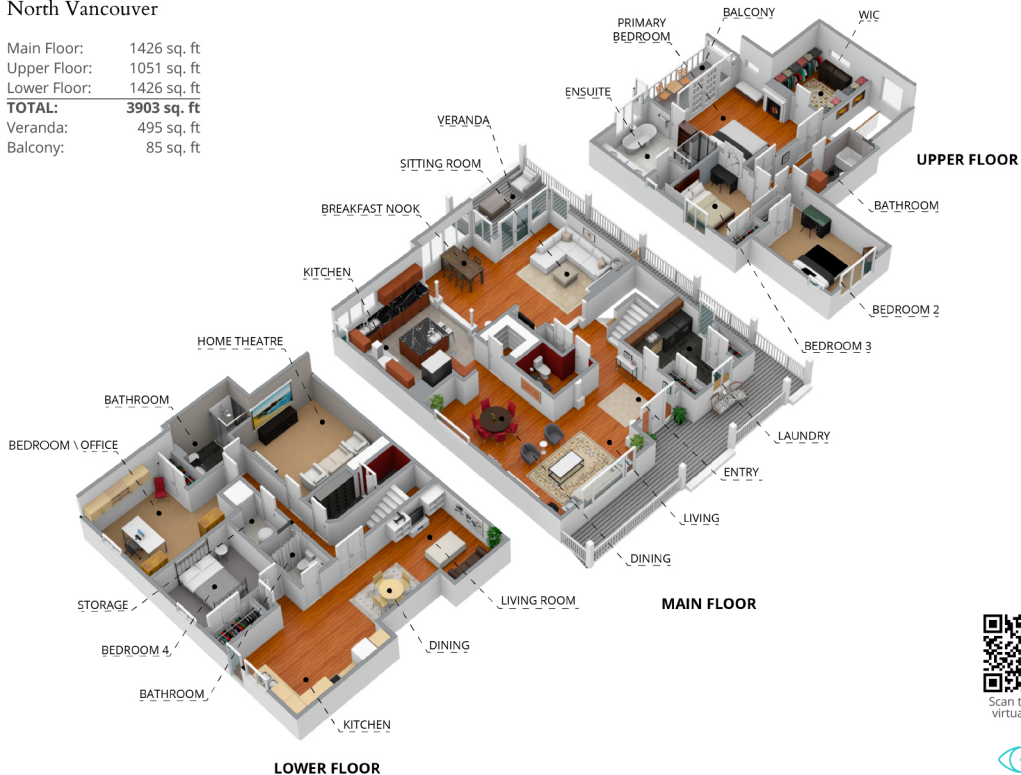 North Vancouver
Main Floor: 1426 sq. ft
Upper Floor: 1051 sq. ft
Lower Floor: 1426 sq. ft
TOTAL: 3903 sq. ft
Veranda: 495 sq. ft
Balcony: 85 sq. ft
BALCONY
WIC
PRIMARY
BEDROOM
ENSUITE
UPPER FLOOR
BATHROOM
BEDROOM 2
BEDROOM 3
VERANDA
SITTING ROOM
BREAKFAST NOOK
KITCHEN
LAUNDRY
ENTRY
LIVING
DINING
MAIN FLOOR
HOME THEATRE
BATHROOM
BEDROOM \ OFFICE
STORAGE
BEDROOM 4
BATHROOM
LIVING ROOM
DINING
KITCHEN
LOWER FLOOR
Scan